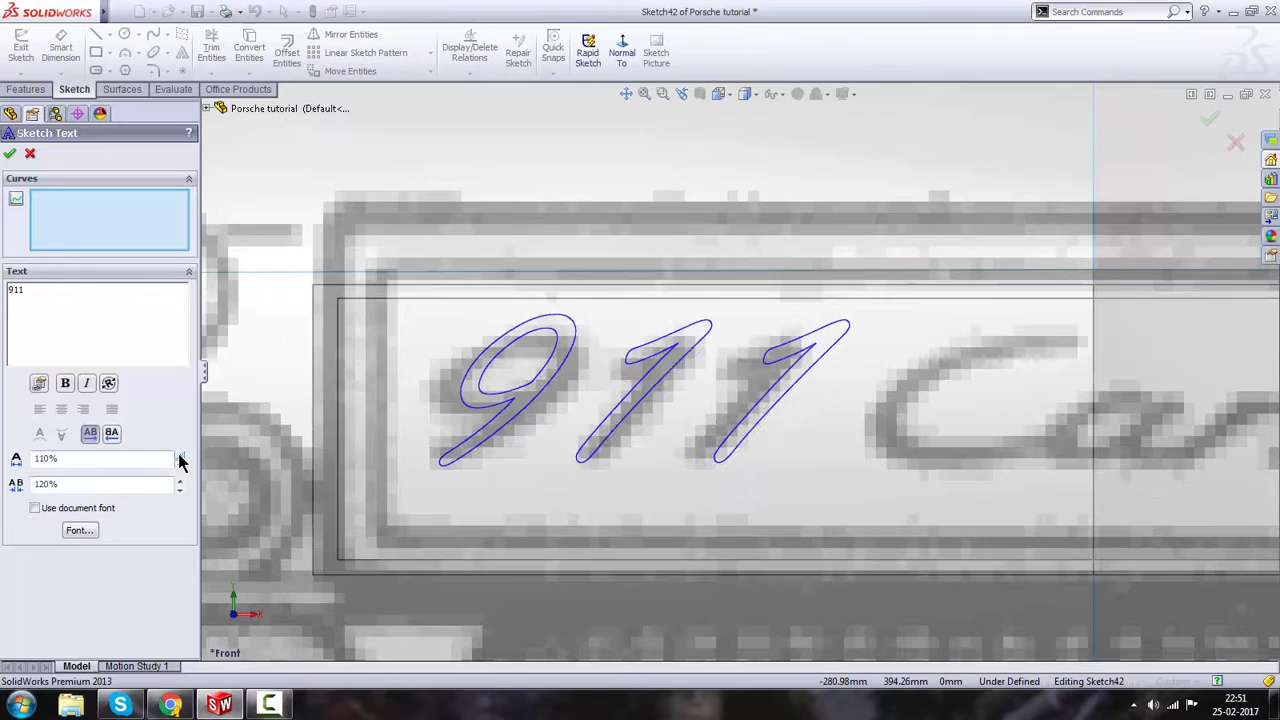 SOLIDWORKS
Sketch42 of Porsche tutorial *
Search Commands
Exit Sketch
Smart Dimension
Trim Entities
Convert Entities
Offset Entities
Mirror Entities
Linear Sketch Pattern
Move Entities
Display/Delete Relations
Repair Sketch
Quick Snaps
Rapid Sketch
Normal To
Sketch Picture
Features
Sketch
Surfaces
Evaluate
Office Products
Porsche tutorial (Default<...
Sketch Text
?
Curves
Text
911
B
I
AB
110%
AB
120%
Use document font
Font...
911
911
Y
X
*Front
Model
Motion Study 1
SolidWorks Premium 2013
-280.98mm
394.26mm
0mm
Under Defined
Editing Sketch42
Custom
?
22:51
25-02-2017